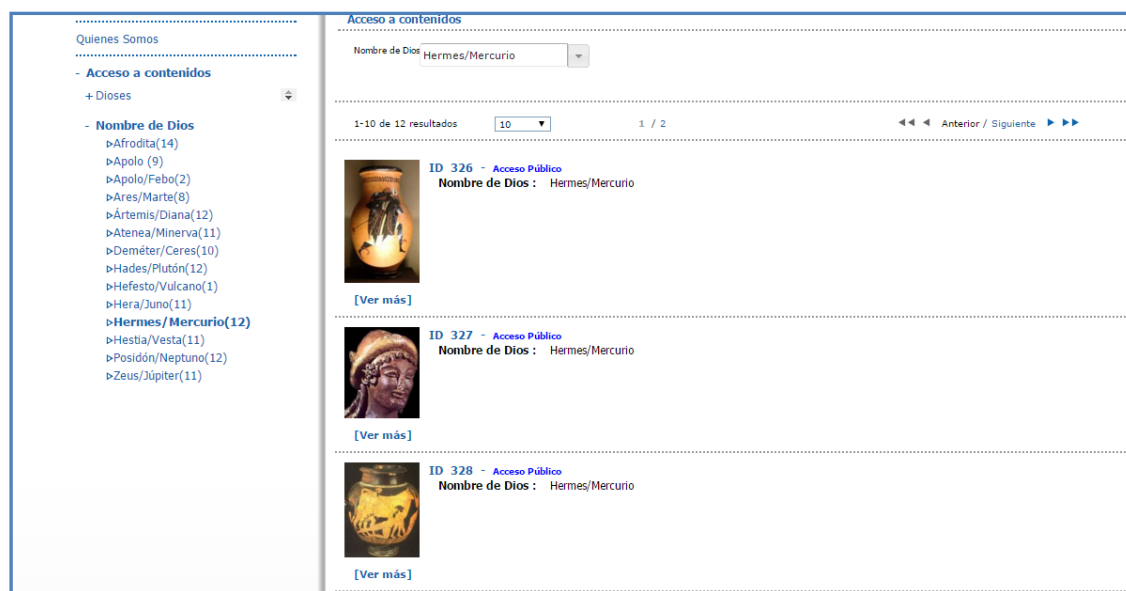 Quienes Somos
- Acceso a contenidos
+ Dioses
- Nombre de Dios
▹Afrodita(14)
▹Apolo (9)
▹Apolo/Febo(2)
▹Ares/Marte(8)
▹Ártemis/Diana(12)
▹Atenea/Minerva(11)
▹Deméter/Ceres(10)
▹Hades/Plutón(12)
▹Hefesto/Vulcano(1)
▹Hera/Juno(11)
▹Hermes/Mercurio(12)
▹Hestia/Vesta(11)
▹Posidón/Neptuno(12)
▹Zeus/Júpiter(11)
Acceso a contenidos
Nombre de Dios Hermes/Mercurio
1-10 de 12 resultados 10 1 / 2 Anterior / Siguiente
ID 326 - Acceso Público
Nombre de Dios : Hermes/Mercurio
[Ver más]
ID 327 - Acceso Público
Nombre de Dios : Hermes/Mercurio
[Ver más]
ID 328 - Acceso Público
Nombre de Dios : Hermes/Mercurio
[Ver más]